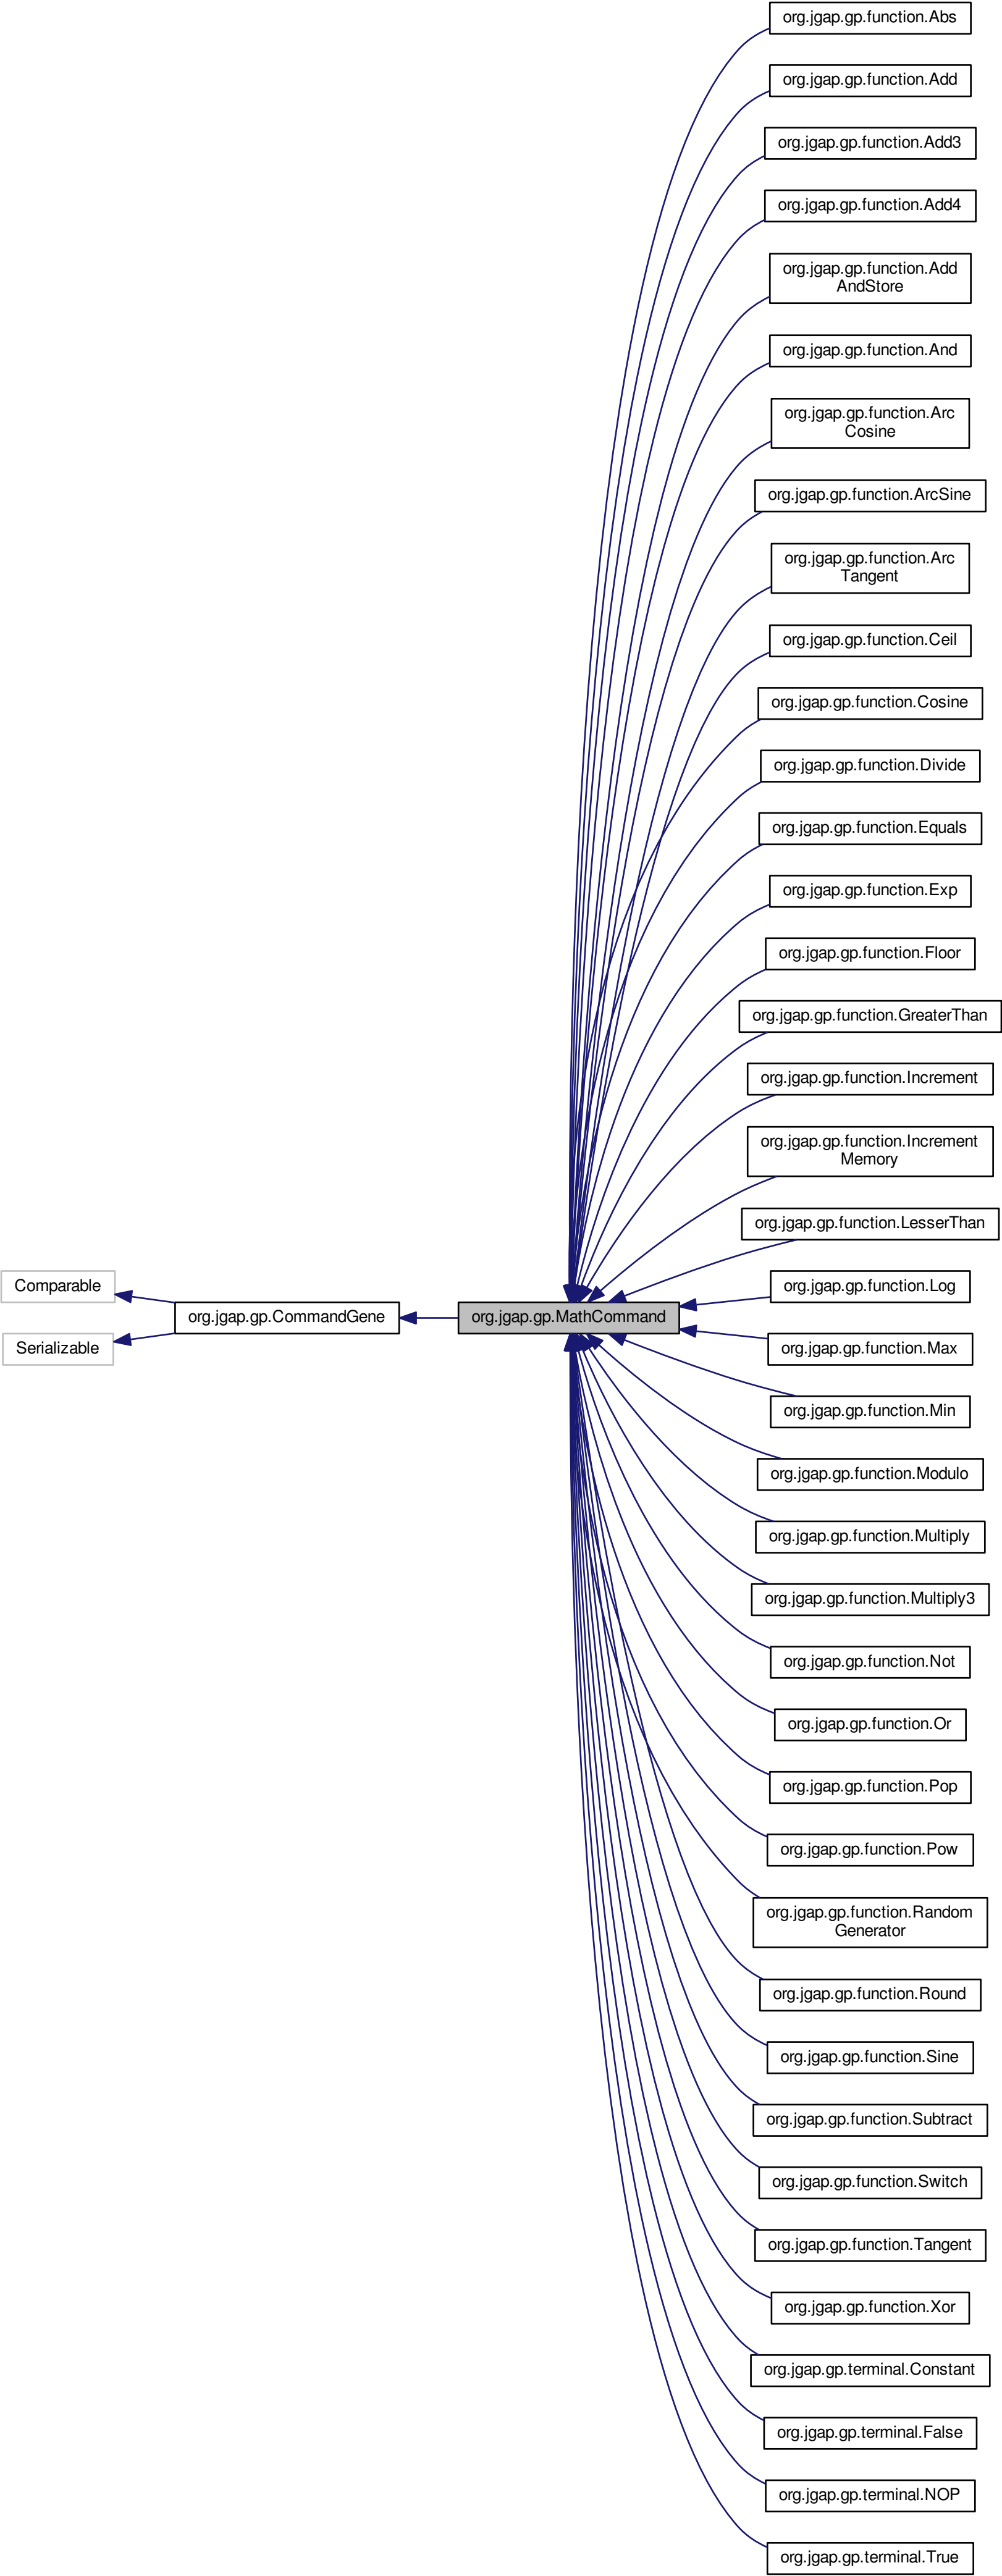 org.jgap.gp.function.Abs
org.jgap.gp.function.Add
org.jgap.gp.function.Add3
org.jgap.gp.function.Add4
org.jgap.gp.function.Add
AndStore
org.jgap.gp.function.And
org.jgap.gp.function.Arc
Cosine
org.jgap.gp.function.ArcSine
org.jgap.gp.function.Arc
Tangent
org.jgap.gp.function.Ceil
org.jgap.gp.function.Cosine
org.jgap.gp.function.Divide
org.jgap.gp.function.Equals
org.jgap.gp.function.Exp
org.jgap.gp.function.Floor
org.jgap.gp.function.GreaterThan
org.jgap.gp.function.Increment
org.jgap.gp.function.Increment
Memory
org.jgap.gp.function.LesserThan
Comparable
Serializable
org.jgap.gp.CommandGene
org.jgap.gp.MathCommand
org.jgap.gp.function.Log
org.jgap.gp.function.Max
org.jgap.gp.function.Min
org.jgap.gp.function.Modulo
org.jgap.gp.function.Multiply
org.jgap.gp.function.Multiply3
org.jgap.gp.function.Not
org.jgap.gp.function.Or
org.jgap.gp.function.Pop
org.jgap.gp.function.Pow
org.jgap.gp.function.Random
Generator
org.jgap.gp.function.Round
org.jgap.gp.function.Sine
org.jgap.gp.function.Subtract
org.jgap.gp.function.Switch
org.jgap.gp.function.Tangent
org.jgap.gp.function.Xor
org.jgap.gp.terminal.Constant
org.jgap.gp.terminal.False
org.jgap.gp.terminal.NOP
org.jgap.gp.terminal.True